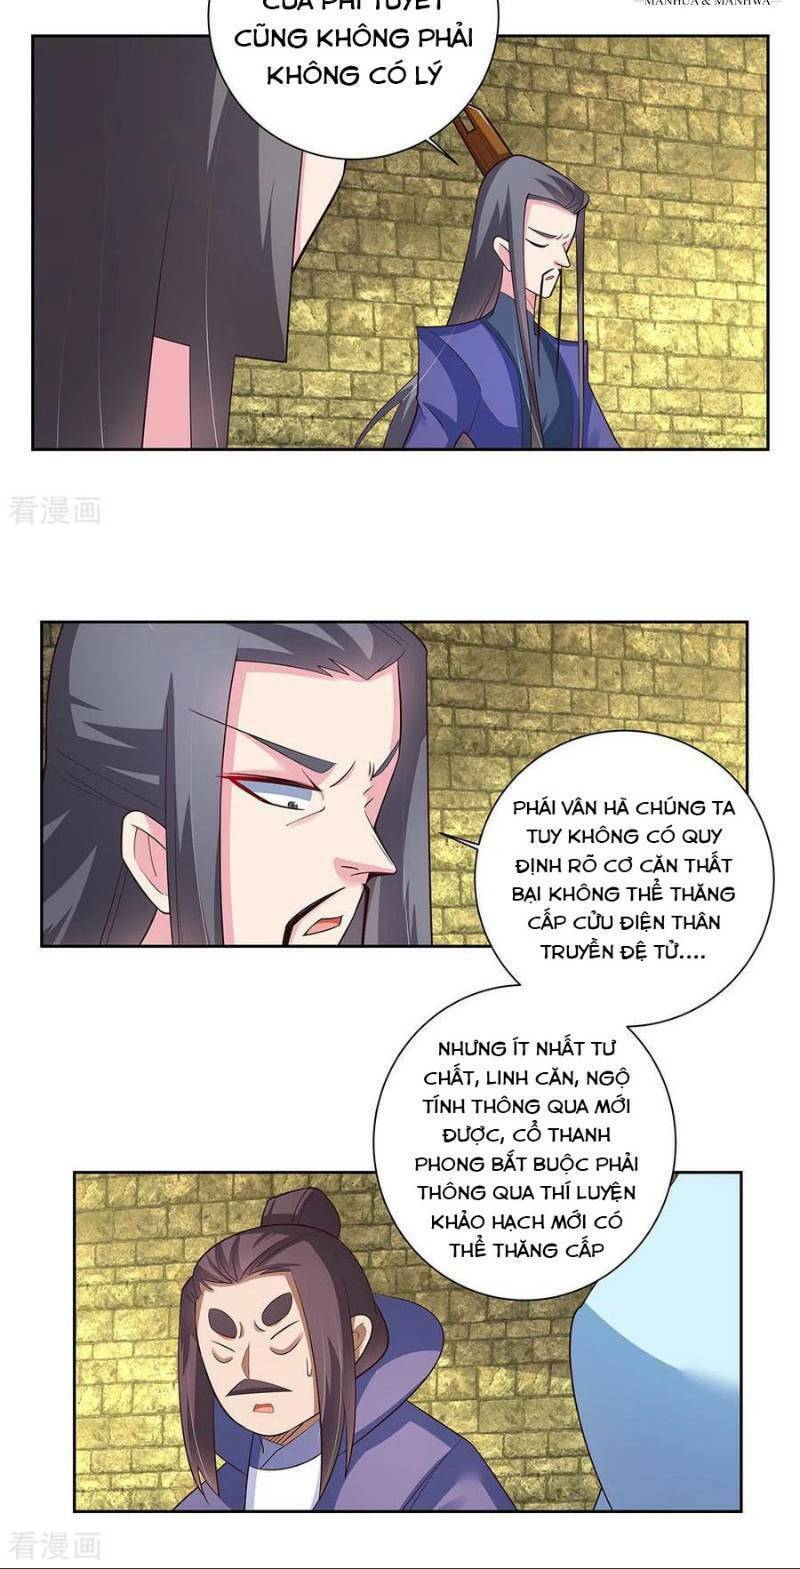 MANHUA & MANHWA
CỦA PHI TUYẾT
CŨNG KHÔNG PHẢI
KHÔNG CÓ LÝ
看漫画
PHÁI VÂN HÀ CHÚNG TA
TUY KHÔNG CÓ QUY
ĐỊNH RÕ CƠ CĂN THẤT
BẠI KHÔNG THỂ THĂNG
CẤP CỬU ĐIỆN THÂN
TRUYỀN ĐỆ TỬ....
NHƯNG ÍT NHẤT TƯ
CHẤT, LINH CĂN, NGỘ
TÍNH THÔNG QUA MỚI
ĐƯỢC, CỔ THANH
PHONG BẮT BUỘC PHẢI
THÔNG QUA THÍ LUYỆN
KHẢO HẠCH MỚI CÓ
THỂ THĂNG CẤP
看漫画